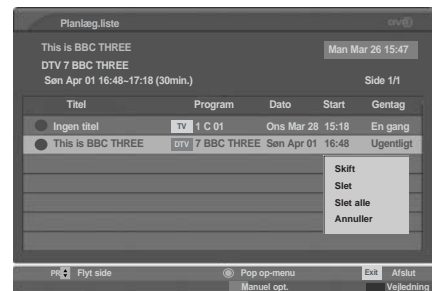 Planlæg.liste
This is BBC THREE
Man Mar 26 15:47
DTV 7 BBC THREE
Søn Apr 01 16:48~17:18 (30min.)
Side 1/1
Titel Program Dato Start Gentag
Ingen titel TV 1 C 01 Ons Mar 28 15:18 En gang
This is BBC THREE DTV 7 BBC THREE Søn Apr 01 16:48 Ugentligt
Skift
Slet
Slet alle
Annuller
PR Flyt side Pop op-menu Exit Afslut
Manuel opt. Vejledning